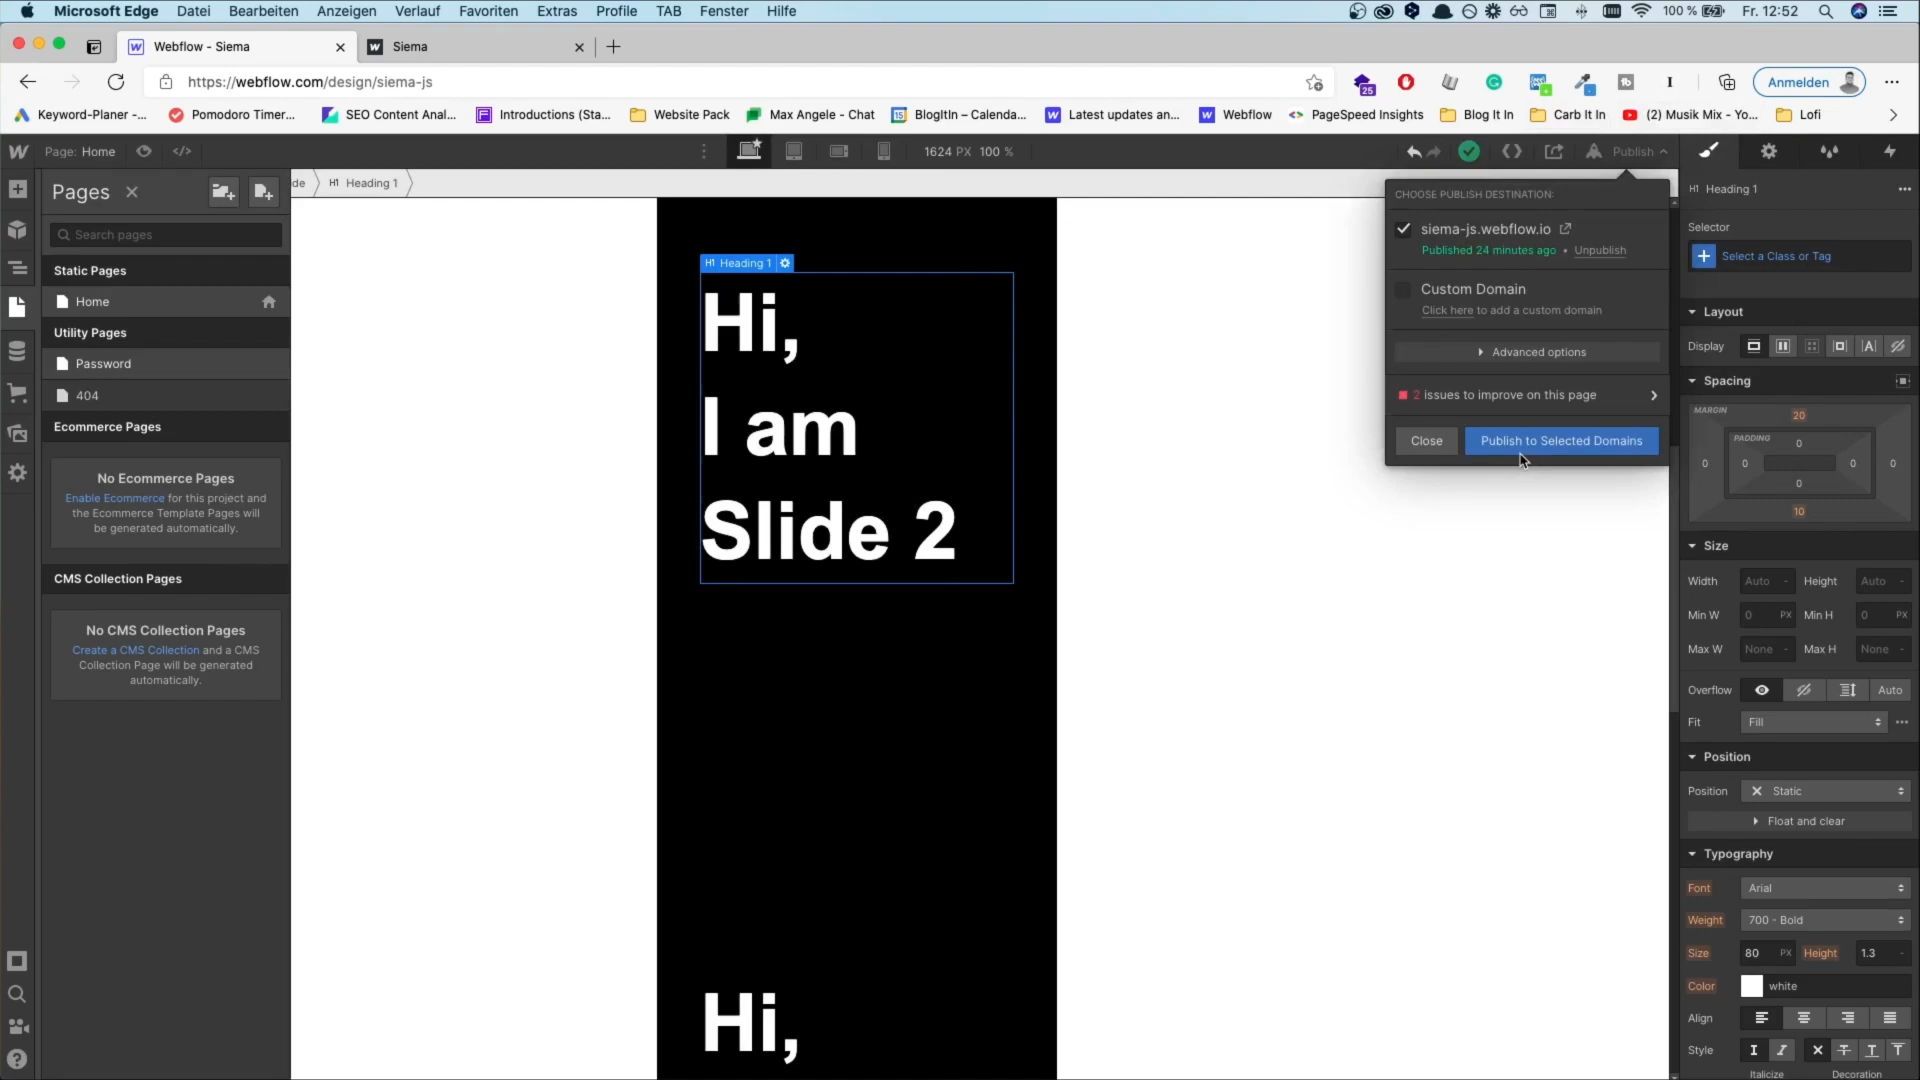 Microsoft Edge Datei Bearbeiten Anzeigen Verlauf Favoriten Extras Profile TAB Fenster Hilfe 100 % Fr. 12:52
Webflow - Siema
Siema
https://webflow.com/design/siema-js
25
Anmelden
Keyword-Planer -...
Pomodoro Timer...
SEO Content Anal...
Introductions (Sta...
Website Pack
Max Angele - Chat
BlogItIn – Calenda...
Latest updates an...
Webflow
PageSpeed Insights
Blog It In
Carb It In
(2) Musik Mix - Yo...
Lofi
Page: Home
1624 PX 100 %
Publish
Pages
Search pages
Static Pages
Home
Utility Pages
Password
404
Ecommerce Pages
No Ecommerce Pages
Enable Ecommerce for this project and
the Ecommerce Template Pages will
be generated automatically.
CMS Collection Pages
No CMS Collection Pages
Create a CMS Collection and a CMS
Collection Page will be generated
automatically.
de H1 Heading 1
H1 Heading 1
Hi,
I am
Slide 2
Hi,
CHOOSE PUBLISH DESTINATION:
siema-js.webflow.io
Published 24 minutes ago • Unpublish
Custom Domain
Click here to add a custom domain
Advanced options
2 issues to improve on this page
Close
Publish to Selected Domains
H1 Heading 1
Selector
Select a Class or Tag
Layout
Display
Spacing
MARGIN
20
PADDING
0
0 0 0 0
0
10
Size
Width Auto - Height Auto -
Min W 0 PX Min H 0 PX
Max W None - Max H None -
Overflow Auto
Fit Fill
Position
Position Static
Float and clear
Typography
Font Arial
Weight 700 - Bold
Size 80 PX Height 1.3 -
Color white
Align
Style
Italicize Decoration